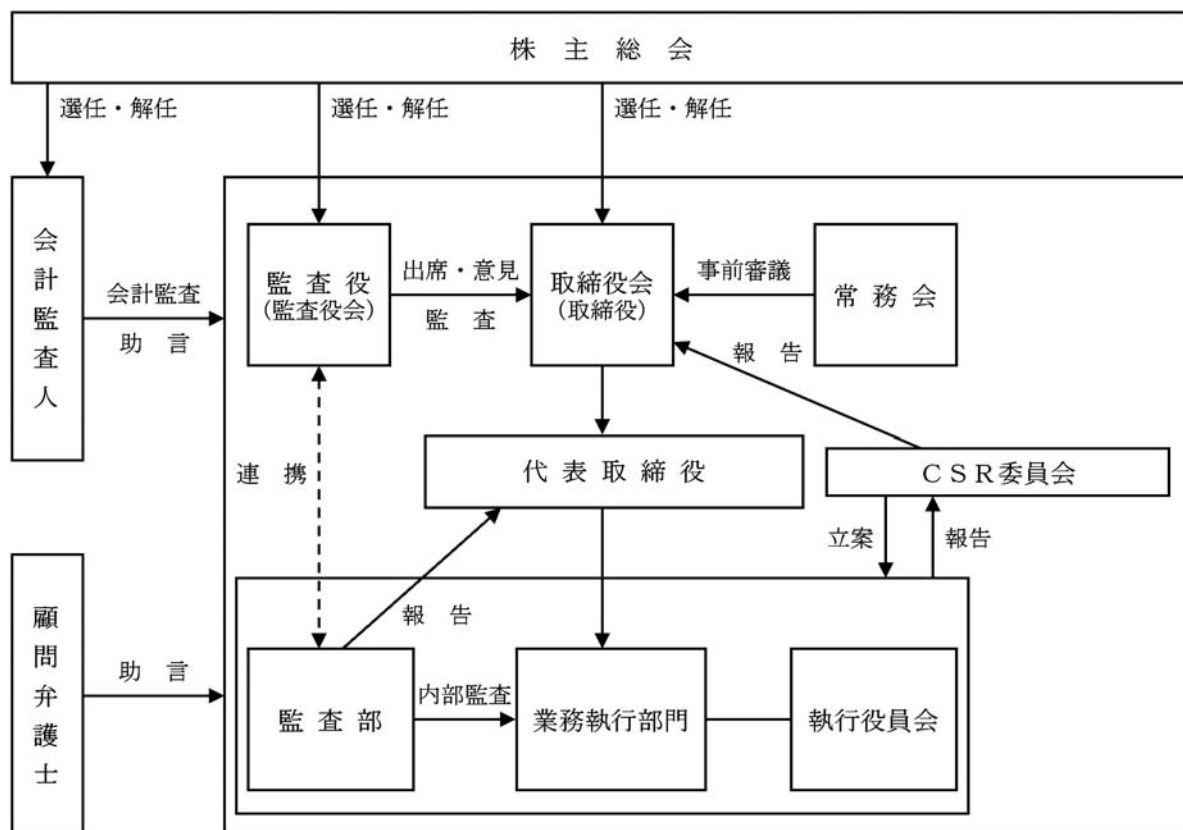 株主総会
選任・解任
選任・解任
選任・解任
会計監査人
会計監査
助言
監査役
(監査役会)
出席・意見
監査
取締役会
(取締役)
事前審議
常務会
報告
連携
代表取締役
CSR委員会
立案
報告
報告
顧問弁護士
助言
監査部
内部監査
業務執行部門
執行役員会